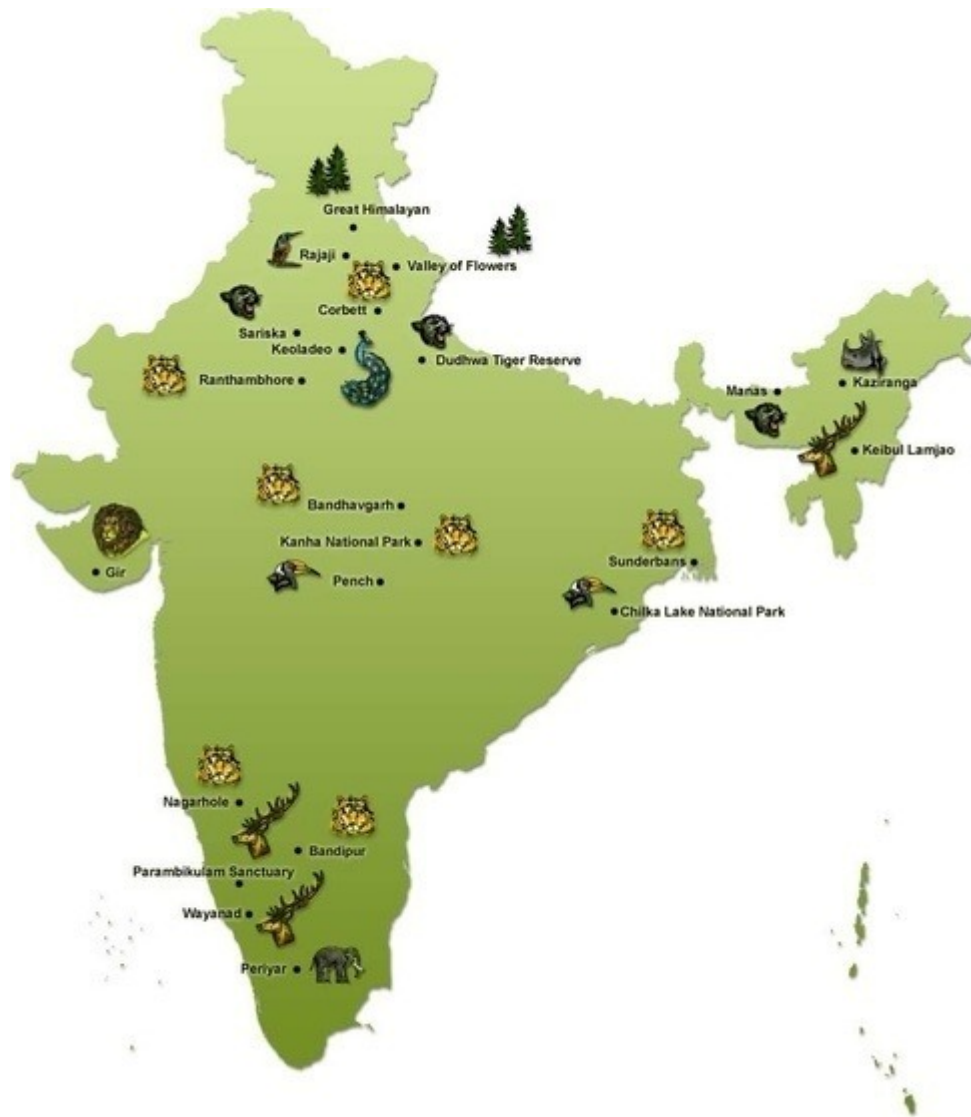 Great Himalayan
Rajaji
Valley of Flowers
Corbett
Sariska
Keoladeo
Dudhwa Tiger Reserve
Ranthambhore
Manas
Kaziranga
Keibul Lamjao
Bandhavgarh
Kanha National Park
Sunderbans
Gir
Pench
Chilka Lake National Park
Nagarhole
Bandipur
Parambikulam Sanctuary
Wayanad
Periyar